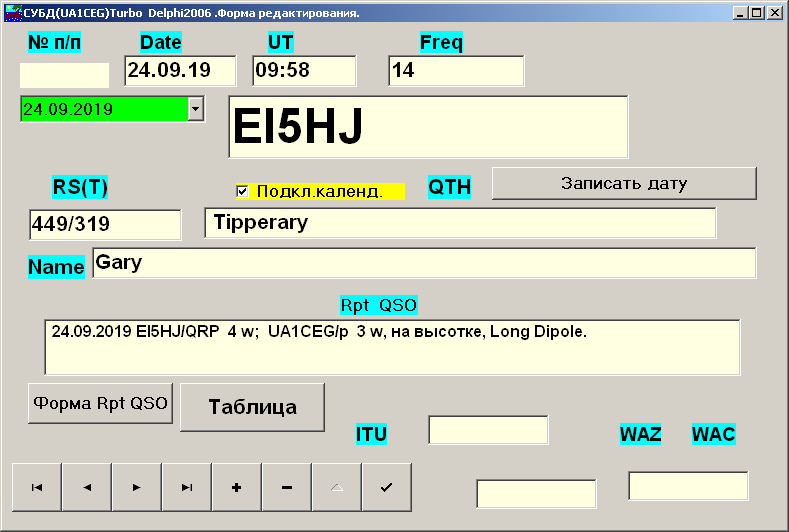 СУБД(UA1CEG)Turbo Delphi2006 .Форма редактирования.
№ п/п Date UT Freq
24.09.19 09:58 14
24.09.2019
EI5HJ
RS(T) Подкл.календ. QTH Записать дату
449/319 Tipperary
Name Gary
Rpt QSO
24.09.2019 EI5HJ/QRP 4 w; UA1CEG/p 3 w, на высотке, Long Dipole.
Форма Rpt QSO Таблица
ITU WAZ WAC